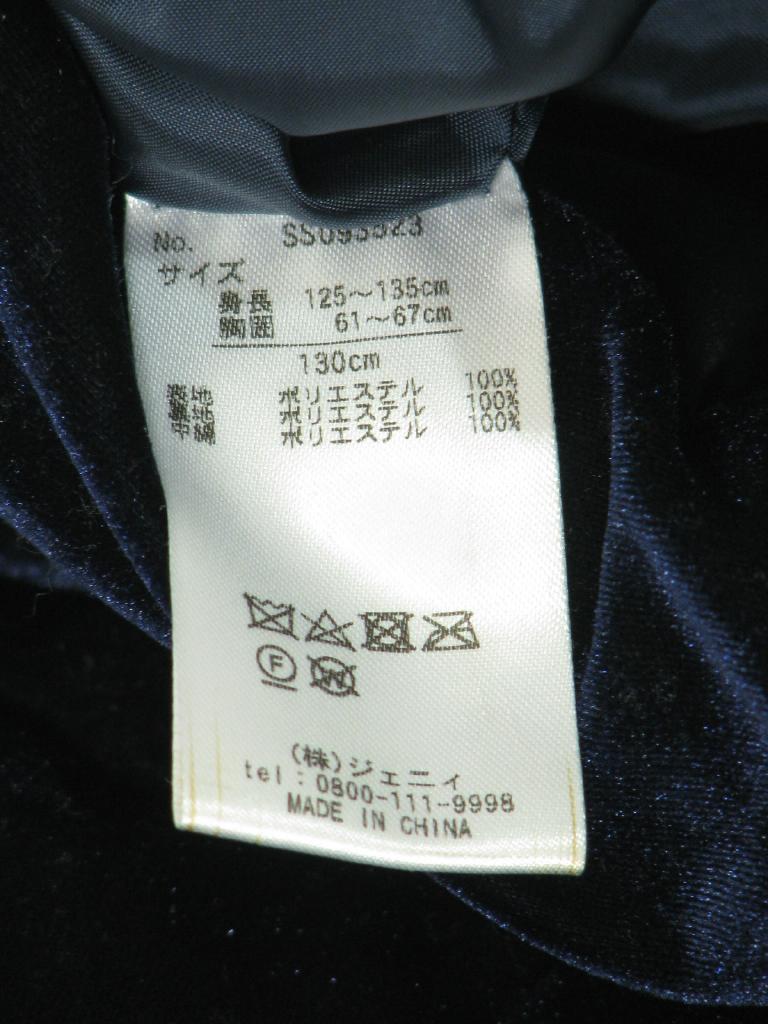 No. SS093523
サイズ
身長 125～135cm
胸囲 61～67cm
130cm
表地 ポリエステル 100%
裏地 ポリエステル 100%
中綿 ポリエステル 100%
F
W
(株)ジェニィ
tel:0800-111-9998
MADE IN CHINA